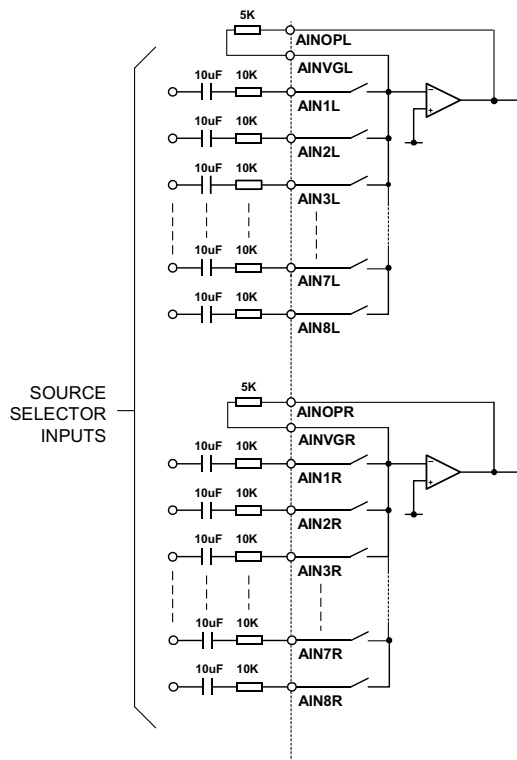 5K
AINOPL
AINVGL
10uF 10K
AIN1L
10uF 10K
AIN2L
10uF 10K
AIN3L
10uF 10K
AIN7L
10uF 10K
AIN8L
SOURCE
SELECTOR
INPUTS
5K
AINOPR
AINVGR
10uF 10K
AIN1R
10uF 10K
AIN2R
10uF 10K
AIN3R
10uF 10K
AIN7R
10uF 10K
AIN8R